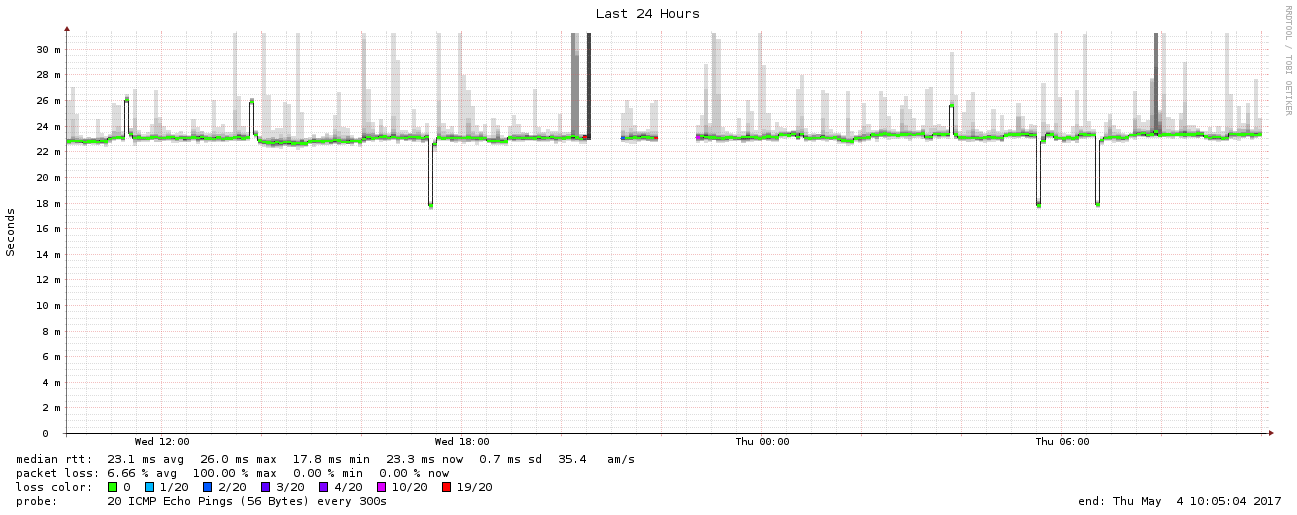 Last 24 Hours
RRDTOOL / TOBI OETIKER
Seconds
30 m
28 m
26 m
24 m
22 m
20 m
18 m
16 m
14 m
12 m
10 m
8 m
6 m
4 m
2 m
0
Wed 12:00 Wed 18:00 Thu 00:00 Thu 06:00
median rtt: 23.1 ms avg 26.0 ms max 17.8 ms min 23.3 ms now 0.7 ms sd 35.4 am/s
packet loss: 6.66 % avg 100.00 % max 0.00 % min 0.00 % now
loss color: 0 1/20 2/20 3/20 4/20 10/20 19/20
probe: 20 ICMP Echo Pings (56 Bytes) every 300s end: Thu May 4 10:05:04 2017